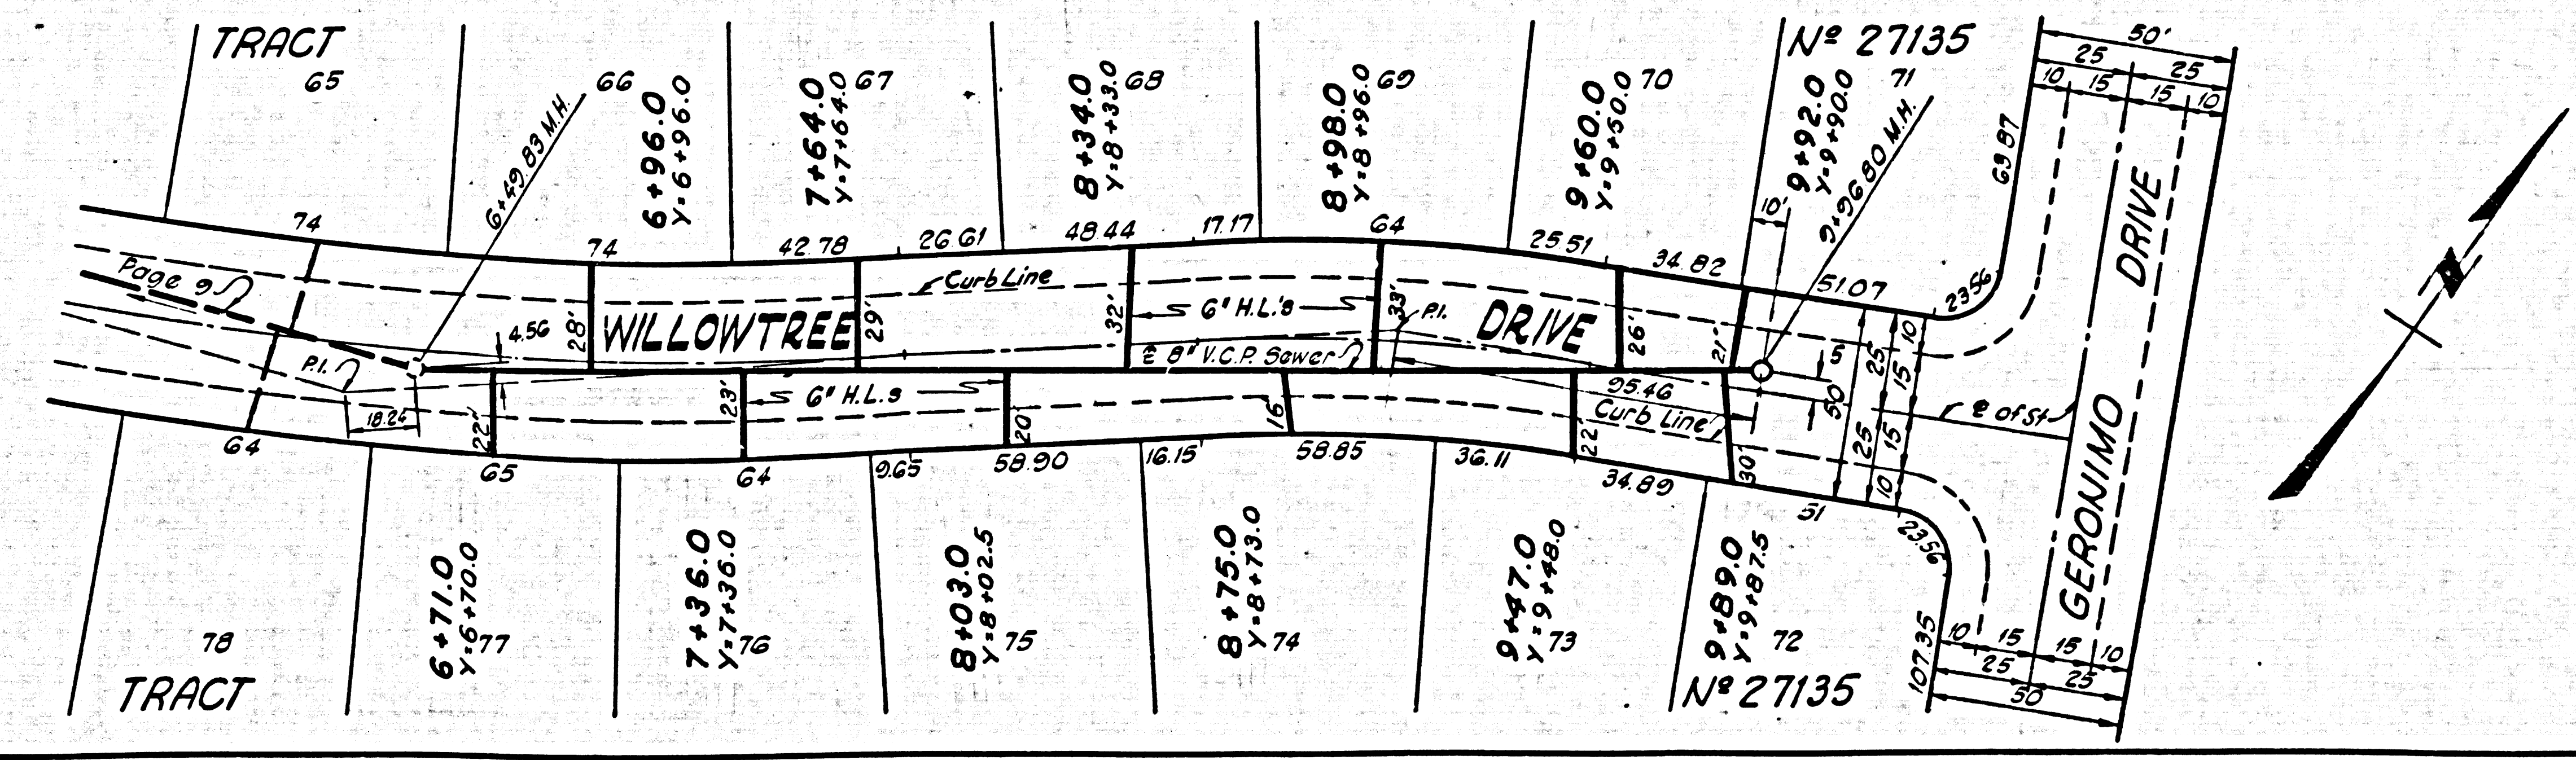 TRACT
65
66
67
68
69
70
Nº 27135
71
6+49.83 M.H.
6+96.0
Y=6+96.0
7+64.0
Y=7+64.0
8+34.0
Y=8+33.0
8+98.0
Y=8+96.0
9+60.0
Y=9+50.0
9+92.0
Y=9+90.0
9+96.80 M.H.
10
50'
25 25
10 15 15 10
69.87
DRIVE
74
74
42.78
26.61
48.44
17.17
64
25.51
34.82
51.07
23.56
Page 9
Curb Line
4.56
28'
WILLOWTREE
29'
32'
6" H.L.'s
33'
P.I.
DRIVE
26'
21'
℄ 8" V.C.P. Sewer
P.I.
18.24
22'
23'
6" H.L.s
20'
16'
95.46
Curb Line
22'
30'
5
50
25
25
10
15
15
10
℄ of St.
GERONIMO
64
65
64
9.65
58.90
16.15
58.85
36.11
34.89
51
23.56
107.35
6+71.0
Y=6+70.0
7+36.0
Y=7+36.0
8+03.0
Y=8+02.5
8+75.0
Y=8+73.0
9+47.0
Y=9+48.0
9+89.0
Y=9+87.5
78
77
76
75
74
73
72
TRACT
Nº 27135
10 15 15 10
25 25
50